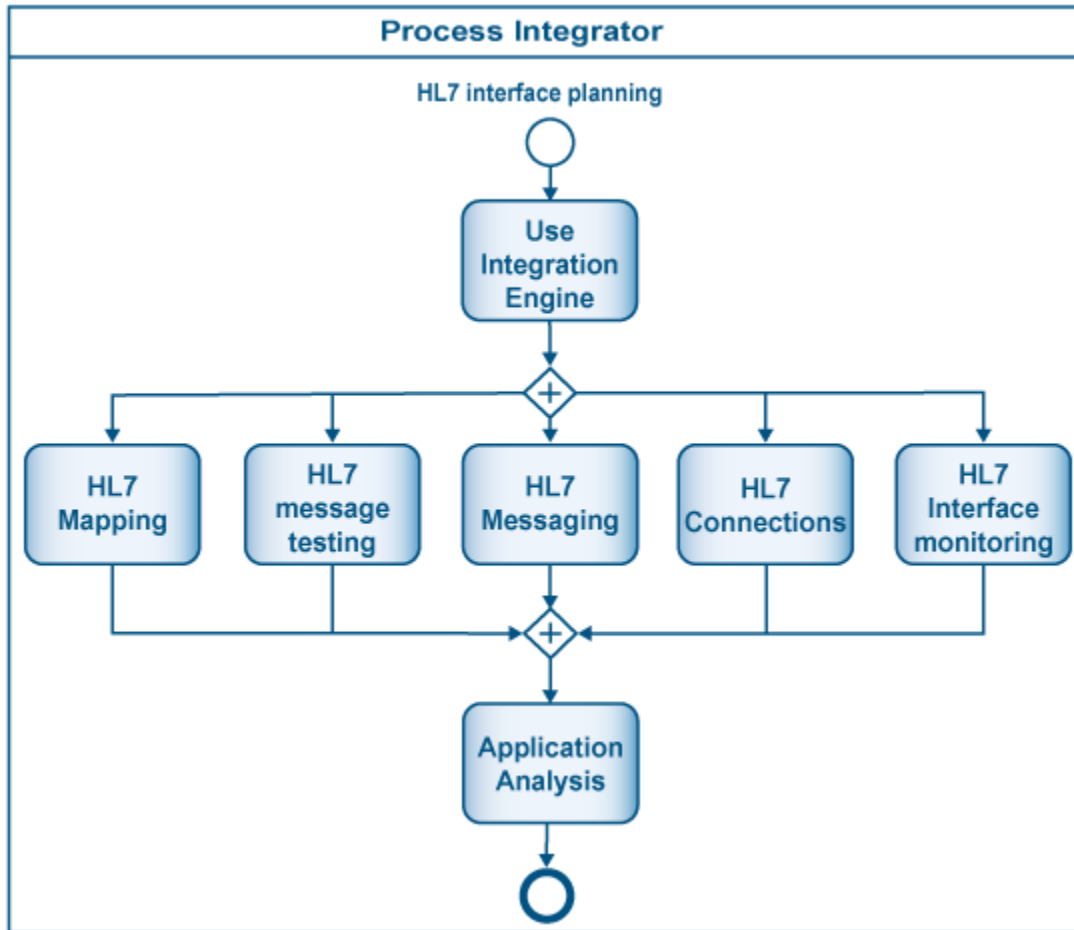 Process Integrator
HL7 interface planning
Use
Integration
Engine
HL7
Mapping
HL7
message
testing
HL7
Messaging
HL7
Connections
HL7
Interface
monitoring
Application
Analysis